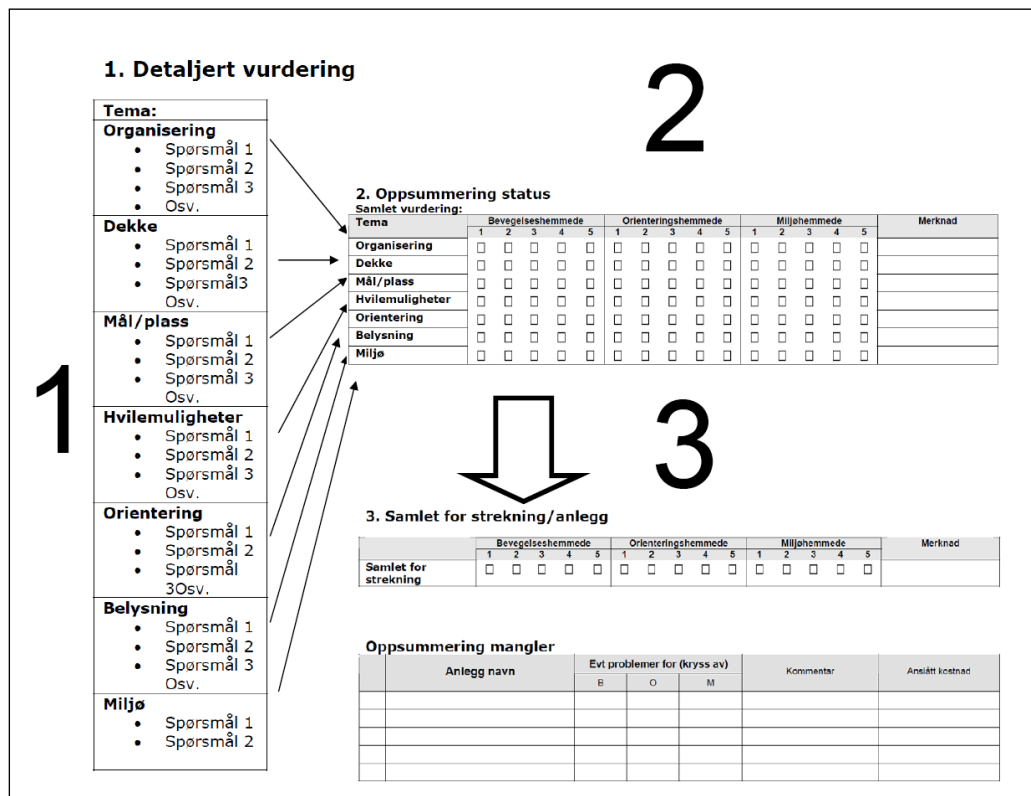 1. Detaljert vurdering
Tema:
Organisering
• Spørsmål 1
• Spørsmål 2
• Spørsmål 3
• Osv.
Dekke
• Spørsmål 1
• Spørsmål 2
• Spørsmål3
Osv.
Mål/plass
• Spørsmål 1
• Spørsmål 2
• Spørsmål 3
Osv.
Hvilemuligheter
• Spørsmål 1
• Spørsmål 2
• Spørsmål 3
Osv.
Orientering
• Spørsmål 1
• Spørsmål 2
• Spørsmål
3Osv.
Belysning
• Spørsmål 1
• Spørsmål 2
• Spørsmål 3
Osv.
Miljø
• Spørsmål 1
• Spørsmål 2
1
2
2. Oppsummering status
Samlet vurdering:
Tema Bevegelseshemmede Orienteringshemmede Miljøhemmede Merknad
1 2 3 4 5 1 2 3 4 5 1 2 3 4 5
Organisering
Dekke
Mål/plass
Hvilemuligheter
Orientering
Belysning
Miljø
3
3. Samlet for strekning/anlegg
Bevegelseshemmede Orienteringshemmede Miljøhemmede Merknad
1 2 3 4 5 1 2 3 4 5 1 2 3 4 5
Samlet for
strekning
Oppsummering mangler
Anlegg navn Evt problemer for (kryss av) Kommentar Anslått kostnad
B O M